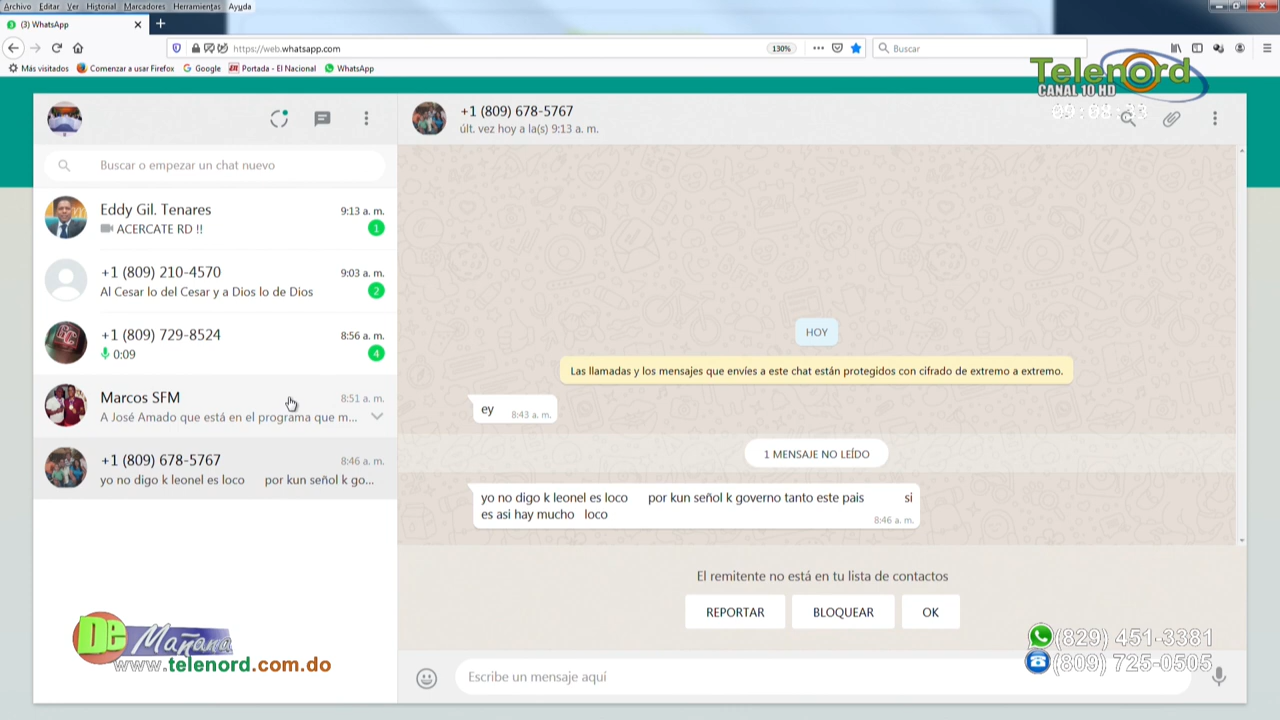 Archivo Editar Ver Historial Marcadores Herramientas Ayuda
(3) WhatsApp
https://web.whatsapp.com
130%
Buscar
Más visitados Comenzar a usar Firefox Google Portada - El Nacional WhatsApp
Telenord
CANAL 10.HD
09:08:33
+1 (809) 678-5767
últ. vez hoy a la(s) 9:13 a. m.
Buscar o empezar un chat nuevo
Eddy Gil. Tenares
9:13 a. m.
ACERCATE RD !!
1
+1 (809) 210-4570
9:03 a. m.
Al Cesar lo del Cesar y a Dios lo de Dios
2
+1 (809) 729-8524
8:56 a. m.
0:09
4
Marcos SFM
8:51 a. m.
A José Amado que está en el programa que m...
+1 (809) 678-5767
8:46 a. m.
yo no digo k leonel es loco por kun señol k go...
HOY
Las llamadas y los mensajes que envíes a este chat están protegidos con cifrado de extremo a extremo.
ey
8:43 a. m.
1 MENSAJE NO LEÍDO
yo no digo k leonel es loco por kun señol k governo tanto este pais si
es asi hay mucho loco
8:46 a. m.
El remitente no está en tu lista de contactos
REPORTAR BLOQUEAR OK
Escribe un mensaje aquí
De Mañana
www.telenord.com.do
(829) 451-3381
(809) 725-0505